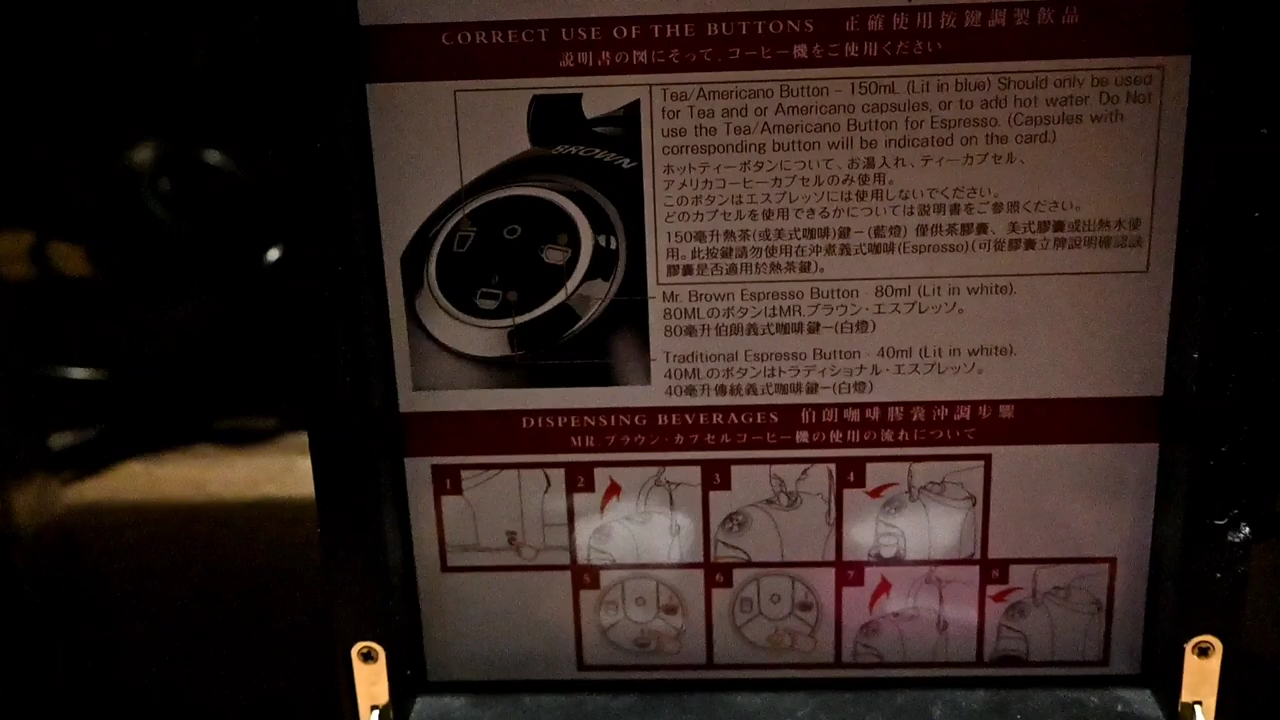 CORRECT USE OF THE BUTTONS 正確使用按鍵調製飲品
説明書の図にそって、コーヒー機をご使用ください
BROWN
Tea/Americano Button - 150mL (Lit in blue) Should only be used
for Tea and or Americano capsules, or to add hot water. Do Not
use the Tea/Americano Button for Espresso. (Capsules with
corresponding button will be indicated on the card.)
ホットティーボタンについて、お湯入れ、ティーカプセル、
アメリカコーヒーカプセルのみ使用。
このボタンはエスプレッソには使用しないでください。
どのカプセルを使用できるかについては説明書をご参照ください。
150毫升熱茶(或美式咖啡)鍵-(藍燈) 僅供茶膠囊、美式膠囊或出熱水使
用。此按鍵請勿使用在沖煮義式咖啡(Espresso)(可從膠囊立牌說明確認該
膠囊是否適用於熱茶鍵)。
Mr. Brown Espresso Button - 80ml (Lit in white).
80MLのボタンはMR.ブラウン・エスプレッソ。
80毫升伯朗義式咖啡鍵-(白燈)
Traditional Espresso Button - 40ml (Lit in white).
40MLのボタンはトラディショナル・エスプレッソ。
40毫升傳統義式咖啡鍵-(白燈)
DISPENSING BEVERAGES 伯朗咖啡膠囊沖調步驟
MR.ブラウン・カプセルコーヒー機の使用の流れについて
1 2 3 4
5 6 7 8